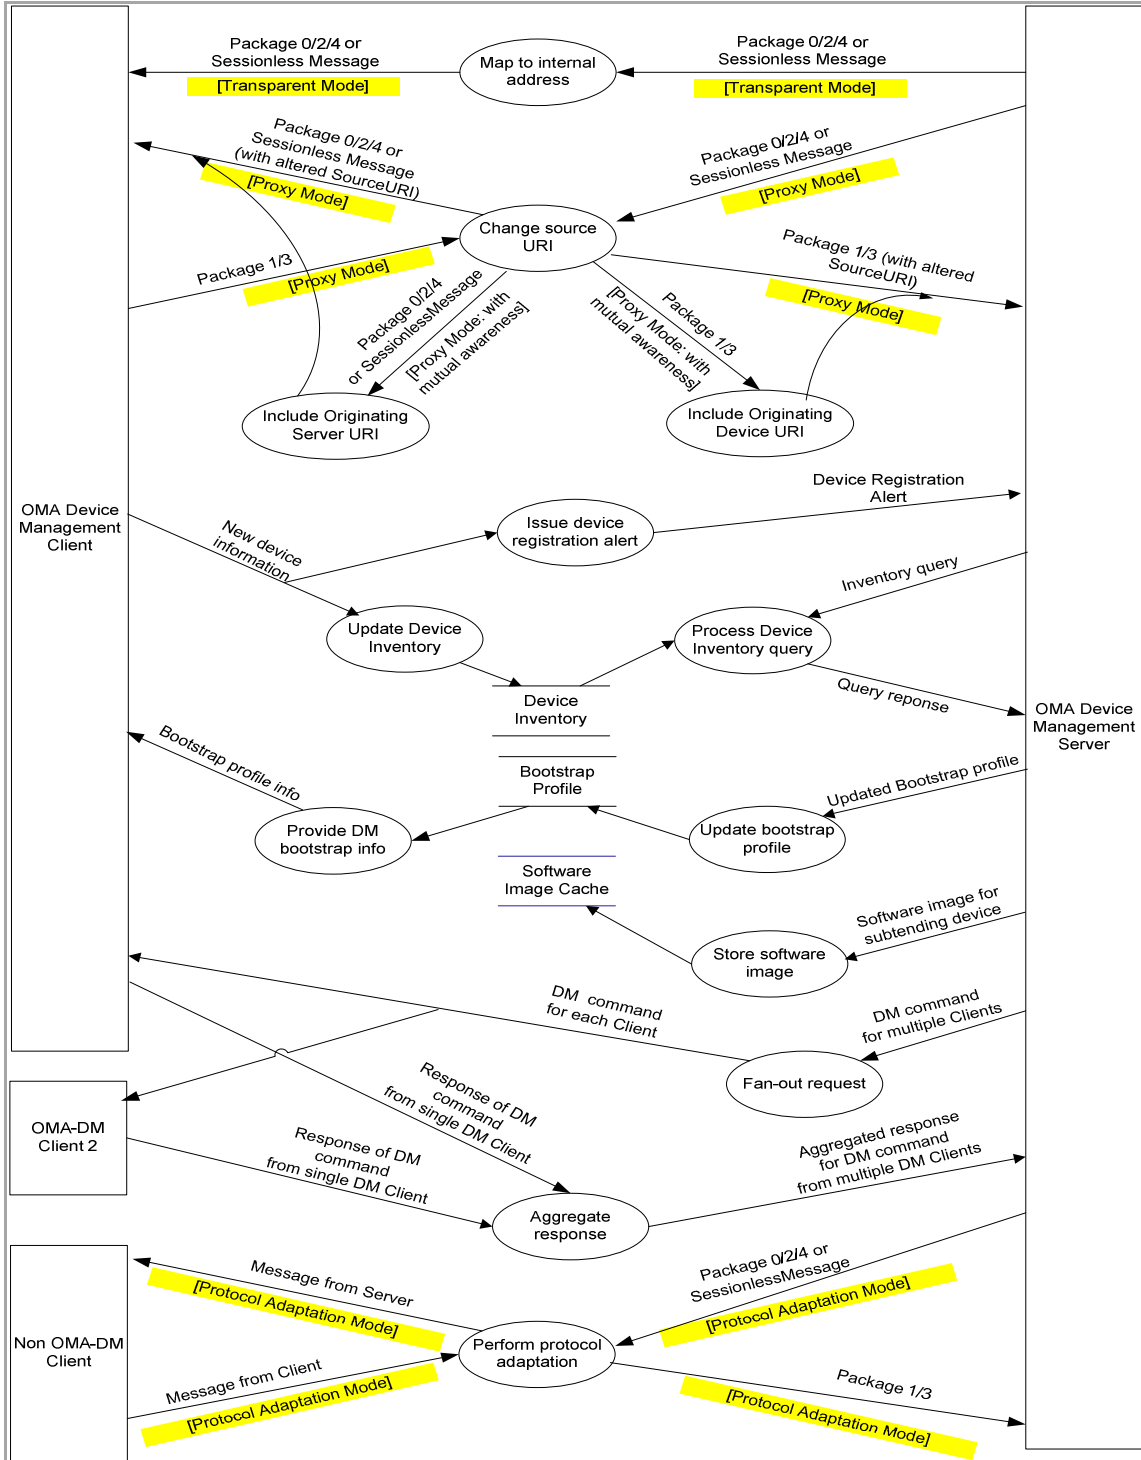 Package 0/2/4 or
Sessionless Message
[Transparent Mode]
Map to internal
address
Package 0/2/4 or
Sessionless Message
[Transparent Mode]
Package 0/2/4 or
Sessionless Message
(with altered SourceURI)
[Proxy Mode]
Package 0/2/4 or
Sessionless Message
[Proxy Mode]
Change source
URI
Package 1/3
[Proxy Mode]
Package 1/3 (with altered
SourceURI)
[Proxy Mode]
Package 0/2/4
or SessionlessMessage
[Proxy Mode: with
mutual awareness]
Package 1/3
[Proxy Mode: with
mutual awareness]
Include Originating
Server URI
Include Originating
Device URI
OMA Device
Management
Client
New device
information
Issue device
registration alert
Device Registration
Alert
Inventory query
Update Device
Inventory
Process Device
Inventory query
Query reponse
Device
Inventory
OMA Device
Management
Server
Bootstrap profile info
Bootstrap
Profile
Updated Bootstrap profile
Provide DM
bootstrap info
Update bootstrap
profile
Software
Image Cache
Software image for
subtending device
Store software
image
DM command
for each Client
DM command
for multiple Clients
Fan-out request
OMA-DM
Client 2
Response of DM
command
from single DM Client
Response of DM
command
from single DM Client
Aggregated response
for DM command
from multiple DM Clients
Aggregate
response
Non OMA-DM
Client
Message from Server
[Protocol Adaptation Mode]
Package 0/2/4 or
SessionlessMessage
[Protocol Adaptation Mode]
Perform protocol
adaptation
Message from Client
[Protocol Adaptation Mode]
Package 1/3
[Protocol Adaptation Mode]